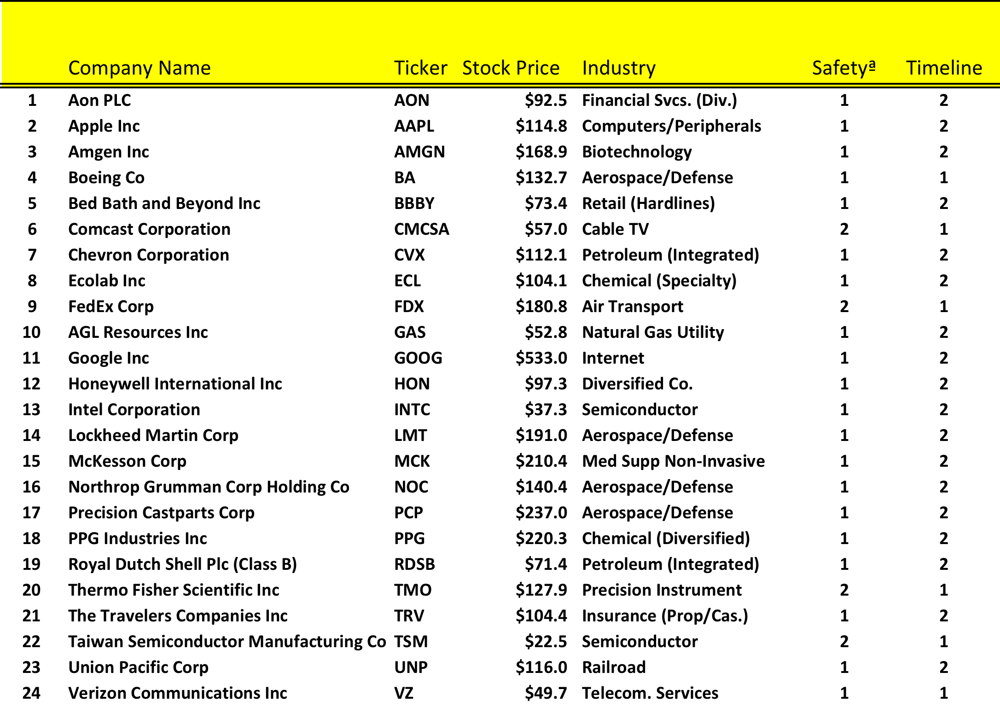 Company Name Ticker Stock Price Industry Safetyª Timeline
1 Aon PLC AON $92.5 Financial Svcs. (Div.) 1 2
2 Apple Inc AAPL $114.8 Computers/Peripherals 1 2
3 Amgen Inc AMGN $168.9 Biotechnology 1 2
4 Boeing Co BA $132.7 Aerospace/Defense 1 1
5 Bed Bath and Beyond Inc BBBY $73.4 Retail (Hardlines) 1 2
6 Comcast Corporation CMCSA $57.0 Cable TV 2 1
7 Chevron Corporation CVX $112.1 Petroleum (Integrated) 1 2
8 Ecolab Inc ECL $104.1 Chemical (Specialty) 1 2
9 FedEx Corp FDX $180.8 Air Transport 2 1
10 AGL Resources Inc GAS $52.8 Natural Gas Utility 1 2
11 Google Inc GOOG $533.0 Internet 1 2
12 Honeywell International Inc HON $97.3 Diversified Co. 1 2
13 Intel Corporation INTC $37.3 Semiconductor 1 2
14 Lockheed Martin Corp LMT $191.0 Aerospace/Defense 1 2
15 McKesson Corp MCK $210.4 Med Supp Non-Invasive 1 2
16 Northrop Grumman Corp Holding Co NOC $140.4 Aerospace/Defense 1 2
17 Precision Castparts Corp PCP $237.0 Aerospace/Defense 1 2
18 PPG Industries Inc PPG $220.3 Chemical (Diversified) 1 2
19 Royal Dutch Shell Plc (Class B) RDSB $71.4 Petroleum (Integrated) 1 2
20 Thermo Fisher Scientific Inc TMO $127.9 Precision Instrument 2 1
21 The Travelers Companies Inc TRV $104.4 Insurance (Prop/Cas.) 1 2
22 Taiwan Semiconductor Manufacturing Co TSM $22.5 Semiconductor 2 1
23 Union Pacific Corp UNP $116.0 Railroad 1 2
24 Verizon Communications Inc VZ $49.7 Telecom. Services 1 1